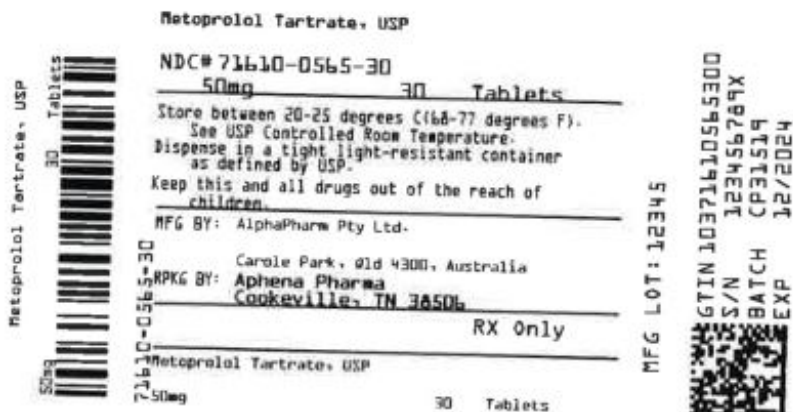 Metoprolol Tartrate, USP
NDC# 71610-0565-30
50mg 30 Tablets
Store between 20-25 degrees C(68-77 degrees F).
See USP Controlled Room Temperature.
Dispense in a tight light-resistant container
as defined by USP.
Keep this and all drugs out of the reach of
children.
MFG BY: AlphaPharm Pty Ltd.
Carole Park, Qld 4300, Australia
RPKG BY: Aphena Pharma
Cookeville, TN 38506
RX Only
Metoprolol Tartrate, USP
50mg 30 Tablets
Metoprolol Tartrate, USP
50mg 30 Tablets
71610-0565-30
MFG LOT: 12345
GTIN 10371610565300
S/N 123456789X
BATCH CP31519
EXP 12/2024